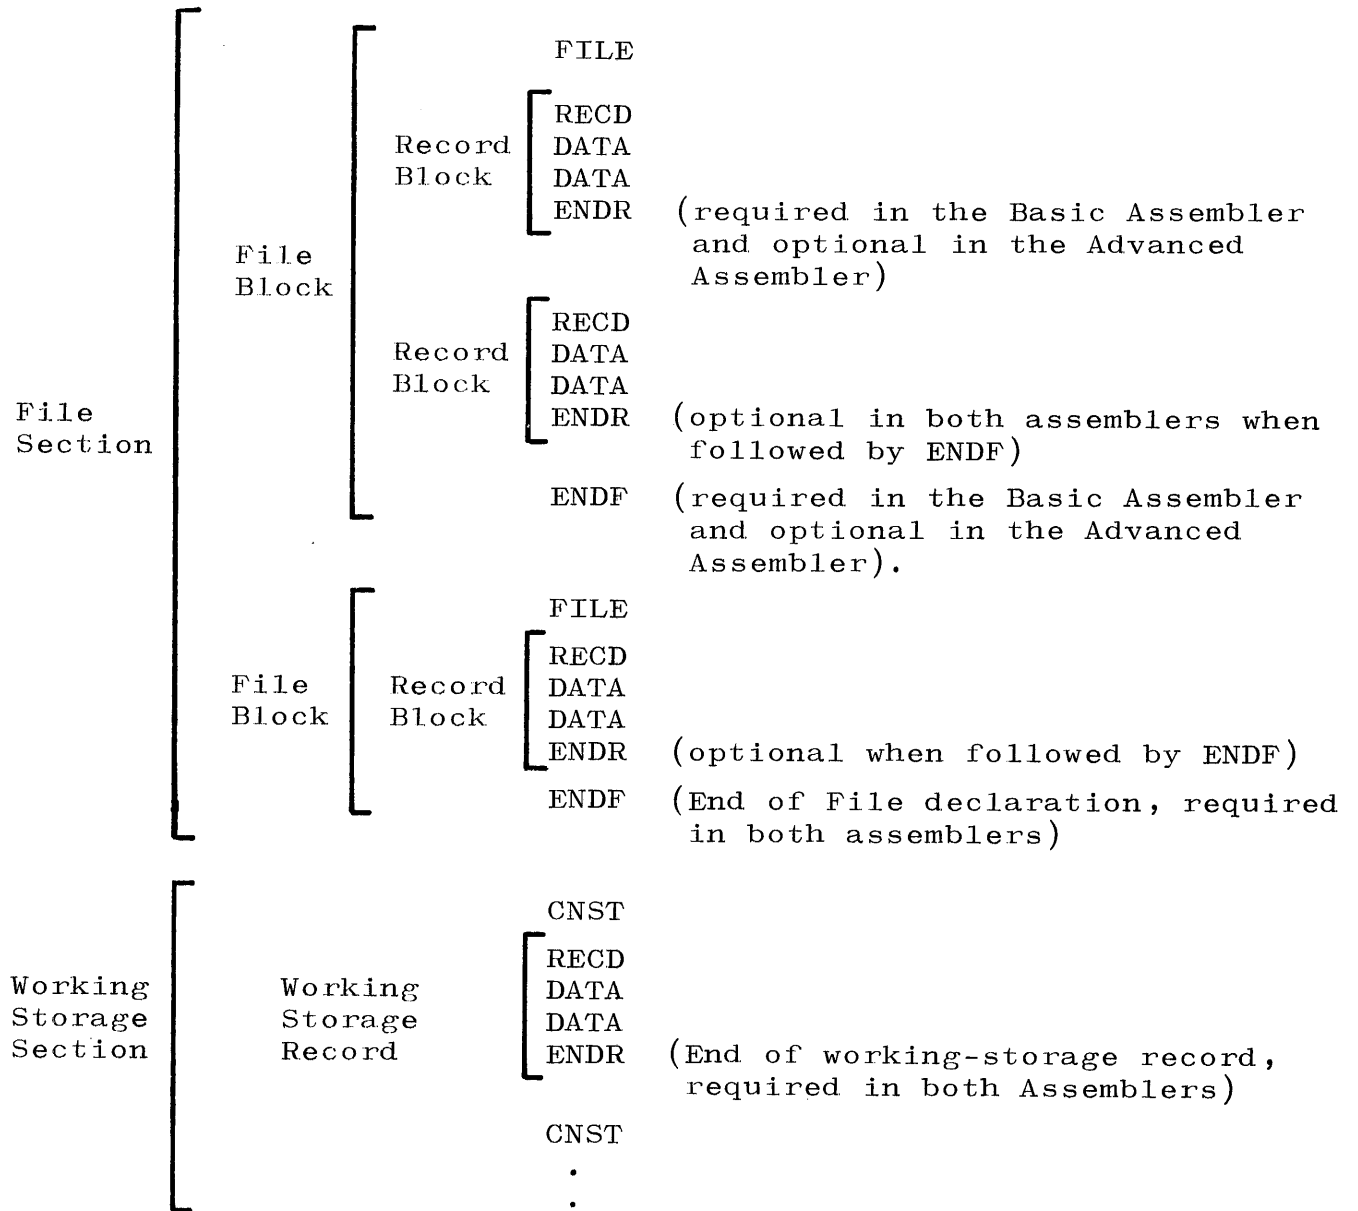 FILE
RECD
Record DATA
Block DATA
ENDR (required in the Basic Assembler
and optional in the Advanced
File
Assembler)
Block
RECD
Record DATA
Block DATA
File
ENDR (optional in both assemblers when
Section
followed by ENDF)
ENDF (required in the Basic Assembler
and optional in the Advanced
Assembler).
FILE
RECD
File Record DATA
Block Block DATA
ENDR (optional when followed by ENDF)
ENDF (End of File declaration, required
in both assemblers)
CNST
RECD
Working Working DATA
Storage Storage DATA
Section Record ENDR (End of working-storage record,
required in both Assemblers)
CNST
.
.